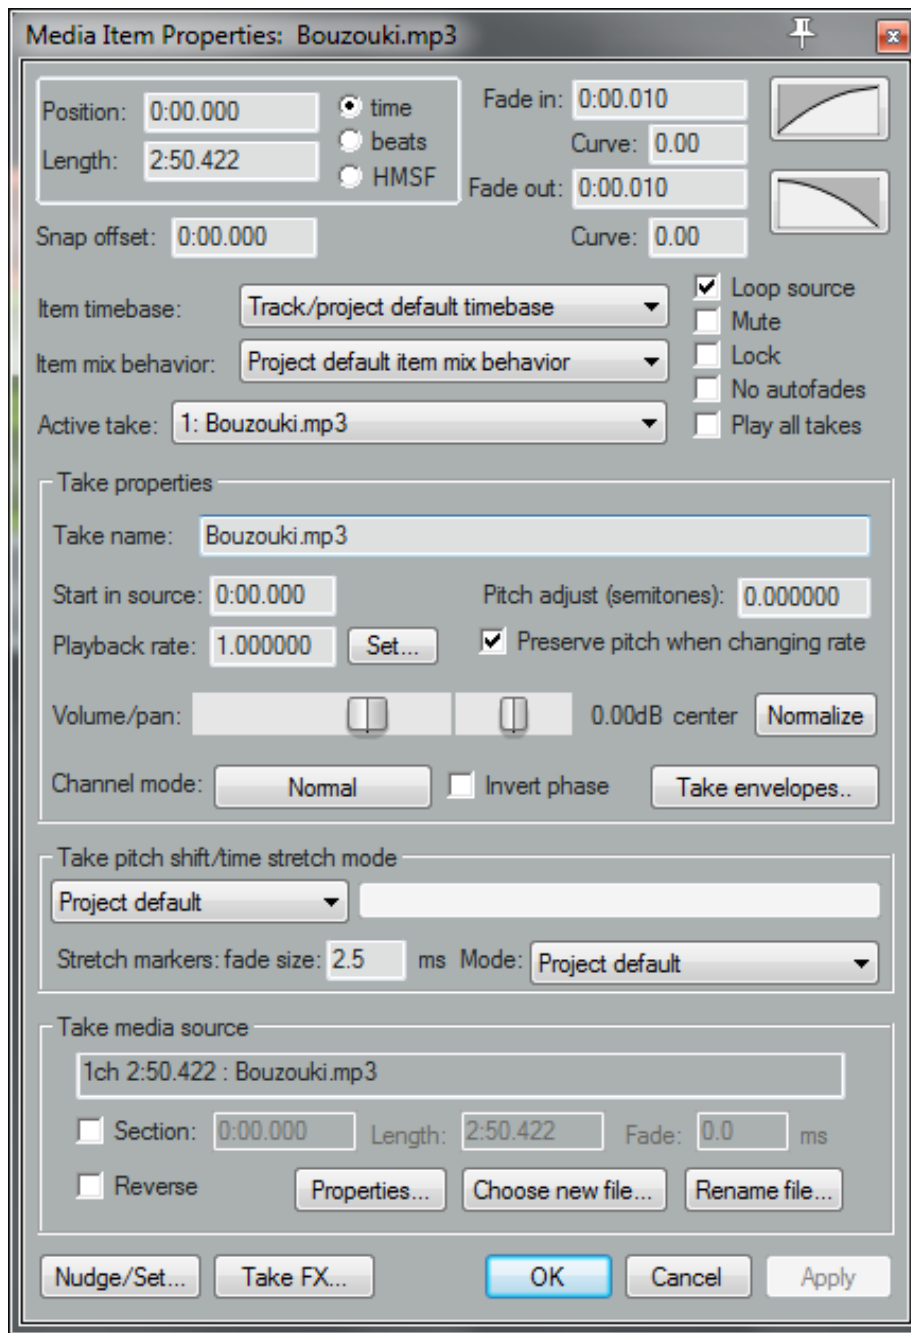 Media Item Properties:  Bouzouki.mp3
Position: 0:00.000 time Fade in: 0:00.010
beats Curve: 0.00
Length: 2:50.422 HMSF Fade out: 0:00.010
Snap offset: 0:00.000 Curve: 0.00
Item timebase: Track/project default timebase Loop source
Mute
Item mix behavior: Project default item mix behavior Lock
No autofades
Active take: 1: Bouzouki.mp3 Play all takes
Take properties
Take name: Bouzouki.mp3
Start in source: 0:00.000 Pitch adjust (semitones): 0.000000
Playback rate: 1.000000 Set... Preserve pitch when changing rate
Volume/pan: 0.00dB center Normalize
Channel mode: Normal Invert phase Take envelopes..
Take pitch shift/time stretch mode
Project default
Stretch markers: fade size: 2.5 ms Mode: Project default
Take media source
1ch 2:50.422 : Bouzouki.mp3
Section: 0:00.000 Length: 2:50.422 Fade: 0.0 ms
Reverse Properties... Choose new file... Rename file...
Nudge/Set... Take FX... OK Cancel Apply